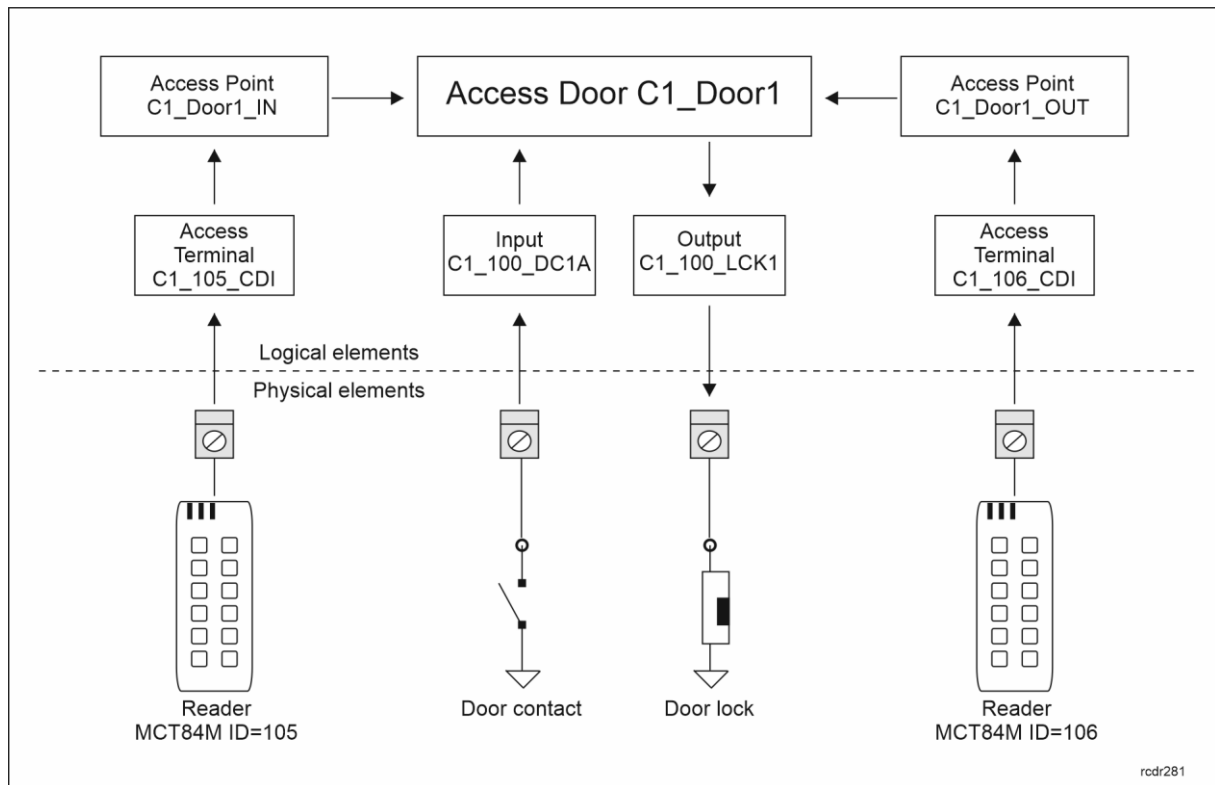 Access Point
C1_Door1_IN
Access Door C1_Door1
Access Point
C1_Door1_OUT
Access
Terminal
C1_105_CDI
Input
C1_100_DC1A
Output
C1_100_LCK1
Access
Terminal
C1_106_CDI
Logical elements
Physical elements
Reader
MCT84M ID=105
Door contact
Door lock
Reader
MCT84M ID=106
rcdr281